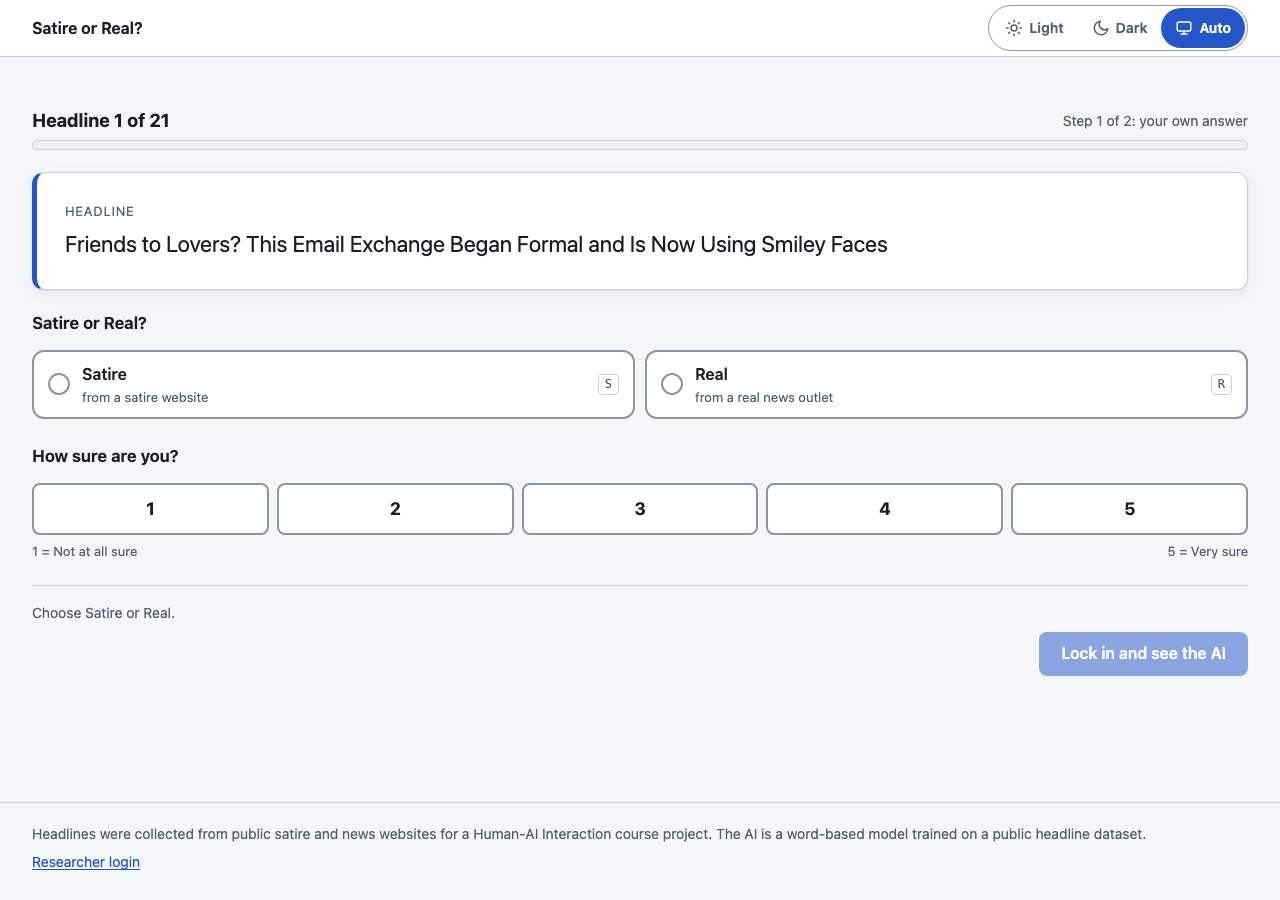 Satire or Real?
Light
Dark
Auto
Headline 1 of 21
Step 1 of 2: your own answer
HEADLINE
Friends to Lovers? This Email Exchange Began Formal and Is Now Using Smiley Faces
Satire or Real?
Satire
from a satire website
S
Real
from a real news outlet
R
How sure are you?
1
2
3
4
5
1 = Not at all sure
5 = Very sure
Choose Satire or Real.
Lock in and see the AI
Headlines were collected from public satire and news websites for a Human-AI Interaction course project. The AI is a word-based model trained on a public headline dataset.
Researcher login